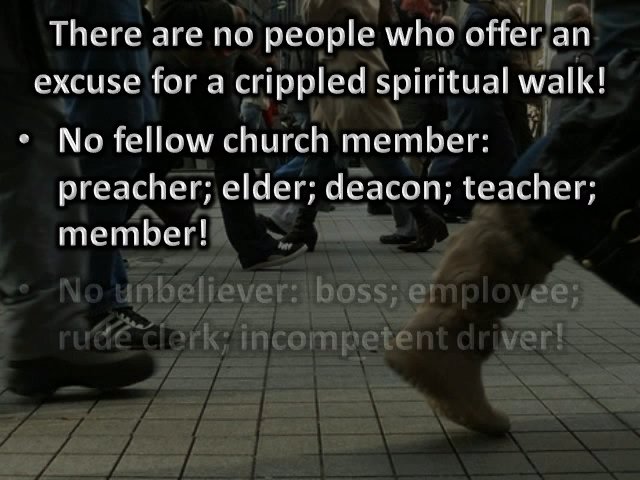 There are no people who offer an
excuse for a crippled spiritual walk!
• No fellow church member:
preacher; elder; deacon; teacher;
member!
• No unbeliever:  boss; employee;
rude clerk; incompetent driver!